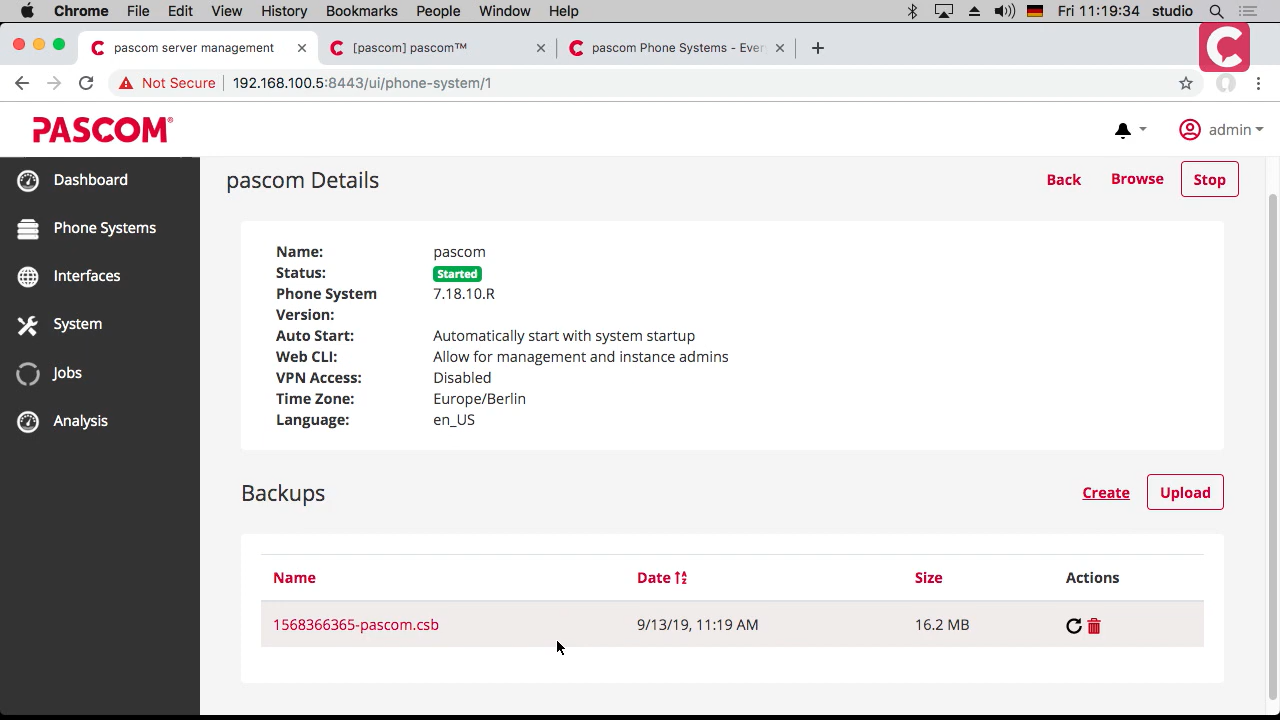 Chrome File Edit View History Bookmarks People Window Help Fri 11:19:34 studio
pascom server management [pascom] pascom™ pascom Phone Systems - Ever
Not Secure 192.168.100.5:8443/ui/phone-system/1
PASCOM® admin
Dashboard
Phone Systems
Interfaces
System
Jobs
Analysis
pascom Details Back Browse Stop
Name: pascom
Status: Started
Phone System 7.18.10.R
Version:
Auto Start: Automatically start with system startup
Web CLI: Allow for management and instance admins
VPN Access: Disabled
Time Zone: Europe/Berlin
Language: en_US
Backups Create Upload
Name Date Size Actions
1568366365-pascom.csb 9/13/19, 11:19 AM 16.2 MB